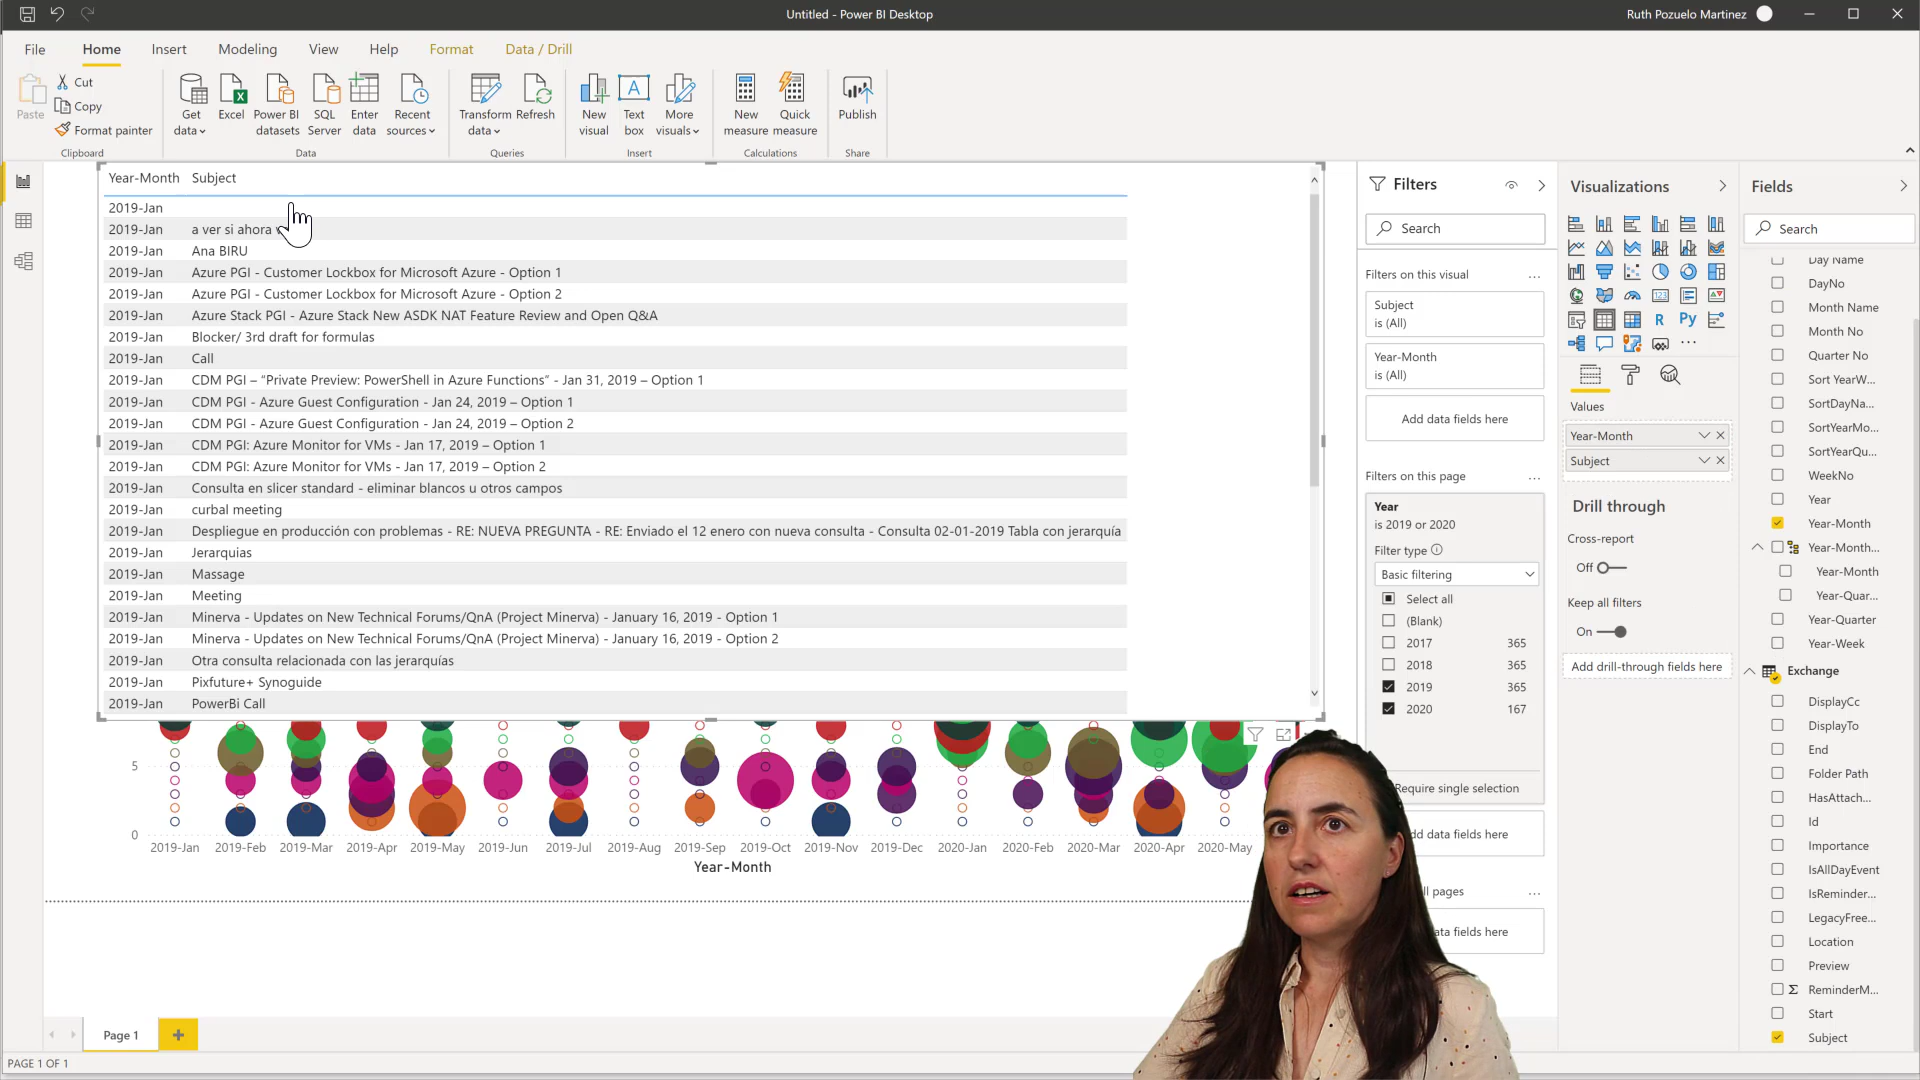 Untitled - Power BI Desktop
Ruth Pozuelo Martinez
File Home Insert Modeling View Help Format Data / Drill
Paste
Cut
Copy
Format painter
Clipboard
Get data
Excel
Power BI datasets
SQL Server
Enter data
Recent sources
Data
Transform data
Refresh
Queries
New visual
Text box
More visuals
Insert
New measure
Quick measure
Calculations
Publish
Share
Year-Month Subject
2019-Jan
2019-Jan a ver si ahora
2019-Jan Ana BIRU
2019-Jan Azure PGI - Customer Lockbox for Microsoft Azure - Option 1
2019-Jan Azure PGI - Customer Lockbox for Microsoft Azure - Option 2
2019-Jan Azure Stack PGI - Azure Stack New ASDK NAT Feature Review and Open Q&A
2019-Jan Blocker/ 3rd draft for formulas
2019-Jan Call
2019-Jan CDM PGI – “Private Preview: PowerShell in Azure Functions” - Jan 31, 2019 – Option 1
2019-Jan CDM PGI - Azure Guest Configuration - Jan 24, 2019 – Option 1
2019-Jan CDM PGI - Azure Guest Configuration - Jan 24, 2019 – Option 2
2019-Jan CDM PGI: Azure Monitor for VMs - Jan 17, 2019 – Option 1
2019-Jan CDM PGI: Azure Monitor for VMs - Jan 17, 2019 – Option 2
2019-Jan Consulta en slicer standard - eliminar blancos u otros campos
2019-Jan curbal meeting
2019-Jan Despliegue en producción con problemas - RE: NUEVA PREGUNTA - RE: Enviado el 12 enero con nueva consulta - Consulta 02-01-2019 Tabla con jerarquía
2019-Jan Jerarquias
2019-Jan Massage
2019-Jan Meeting
2019-Jan Minerva - Updates on New Technical Forums/QnA (Project Minerva) - January 16, 2019 - Option 1
2019-Jan Minerva - Updates on New Technical Forums/QnA (Project Minerva) - January 16, 2019 - Option 2
2019-Jan Otra consulta relacionada con las jerarquías
2019-Jan Pixfuture+ Synoguide
2019-Jan PowerBi Call
5
0
2019-Jan 2019-Feb 2019-Mar 2019-Apr 2019-May 2019-Jun 2019-Jul 2019-Aug 2019-Sep 2019-Oct 2019-Nov 2019-Dec 2020-Jan 2020-Feb 2020-Mar 2020-Apr 2020-May
Year-Month
Page 1
PAGE 1 OF 1
Filters
Search
Filters on this visual ...
Subject
is (All)
Year-Month
is (All)
Add data fields here
Filters on this page ...
Year
is 2019 or 2020
Filter type
Basic filtering
Select all
(Blank)
2017 365
2018 365
2019 365
2020 167
Require single selection
dd data fields here
ll pages ...
data fields here
Visualizations
R
Py
...
Values
Year-Month
Subject
Drill through
Cross-report
Off
Keep all filters
On
Add drill-through fields here
Fields
Search
Day Name
DayNo
Month Name
Month No
Quarter No
Sort YearW...
SortDayNa...
SortYearMo...
SortYearQu...
WeekNo
Year
Year-Month
Year-Month...
Year-Month
Year-Quar...
Year-Quarter
Year-Week
Exchange
DisplayCc
DisplayTo
End
Folder Path
HasAttach...
Id
Importance
IsAllDayEvent
IsReminder...
LegacyFree...
Location
Preview
ReminderM...
Start
Subject